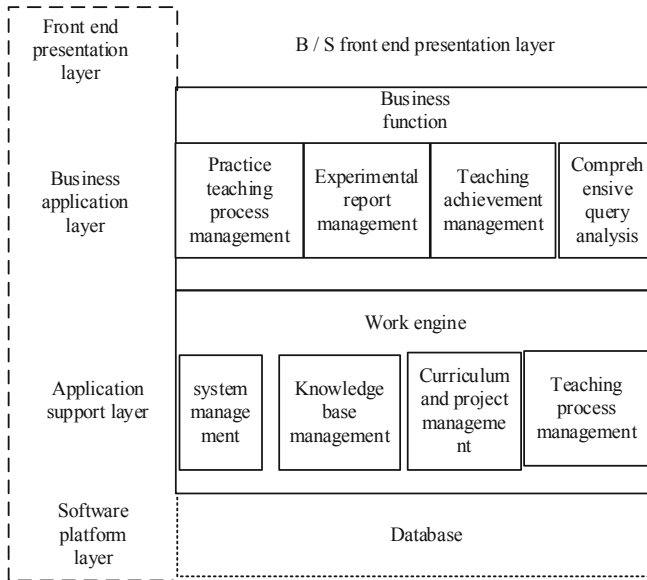 Front end
presentation
layer
B / S front end presentation layer
Business
function
Business
application
layer
Practice
teaching
process
management
Experimental
report
management
Teaching
achievement
management
Compreh
ensive
query
analysis
Work engine
Application
support layer
system
manage
ment
Knowledge
base
management
Curriculum
and project
manageme
nt
Teaching
process
management
Software
platform
layer
Database